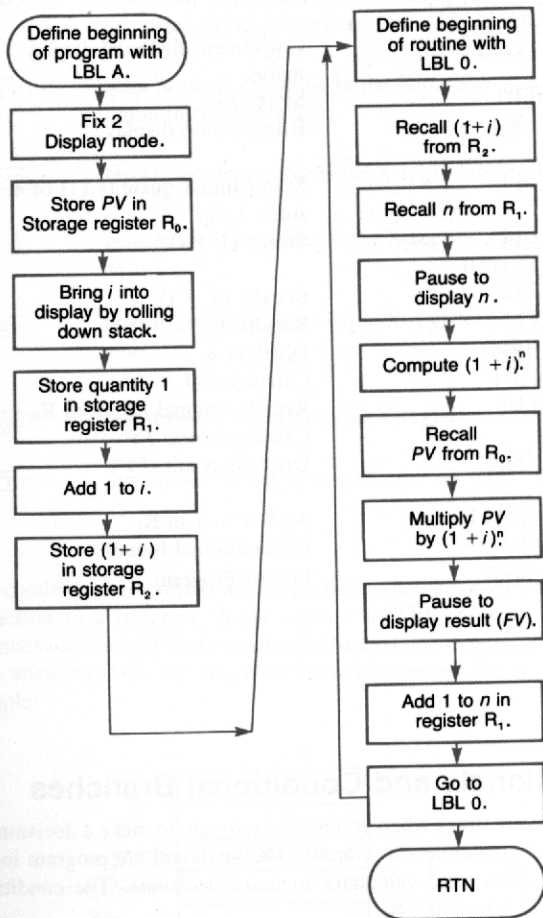 Define beginning
of program with
LBL A.
Fix 2
Display mode.
Store PV in
Storage register R₀.
Bring i into
display by rolling
down stack.
Store quantity 1
in storage
register R₁.
Add 1 to i.
Store (1+i)
in storage
register R₂.
Define beginning
of routine with
LBL 0.
Recall (1+i)
from R₂.
Recall n from R₁.
Pause to
display n.
Compute (1 + i)ⁿ.
Recall
PV from R₀.
Multiply PV
by (1 + i)ⁿ.
Pause to
display result (FV).
Add 1 to n in
register R₁.
Go to
LBL 0.
RTN